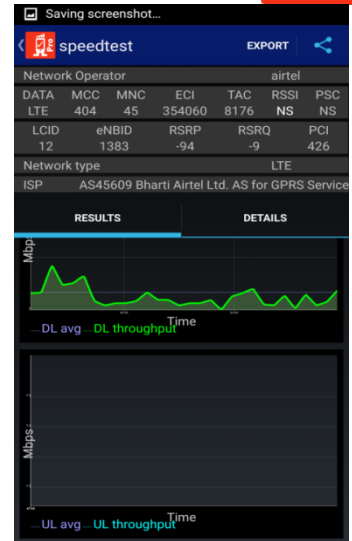 Saving screenshot...
Pro
speedtest EXPORT
Network Operator airtel
DATA MCC MNC ECI TAC RSSI PSC
LTE 404 45 354060 8176 NS NS
LCID eNBID RSRP RSRQ PCI
12 1383 -94 -9 426
Network type LTE
ISP AS45609 Bharti Airtel Ltd. AS for GPRS Service
RESULTS DETAILS
Mbps
Time
DL avg DL throughput
Mbps
Time
UL avg UL throughput